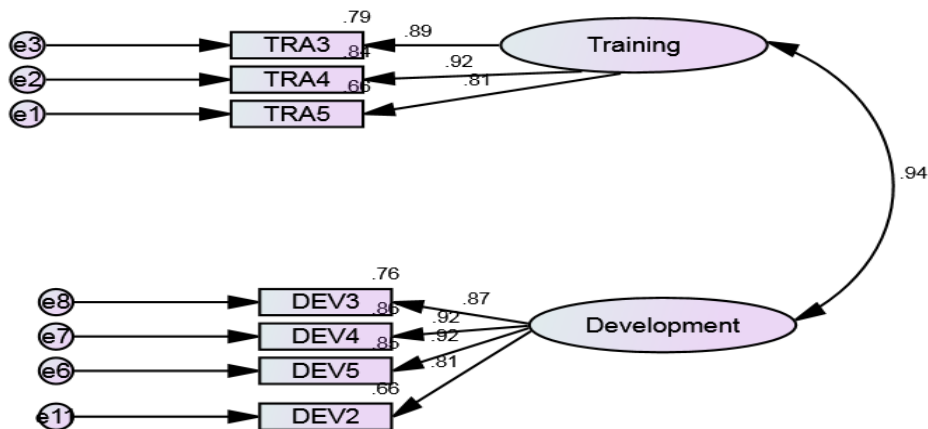 .79
e3 TRA3 .89 Training
.84
e2 TRA4 .92
.66 .81
e1 TRA5
.94
.76
e8 DEV3 .87
.86
e7 DEV4 .92 Development
.85 .92
e6 DEV5
.66 .81
e11 DEV2